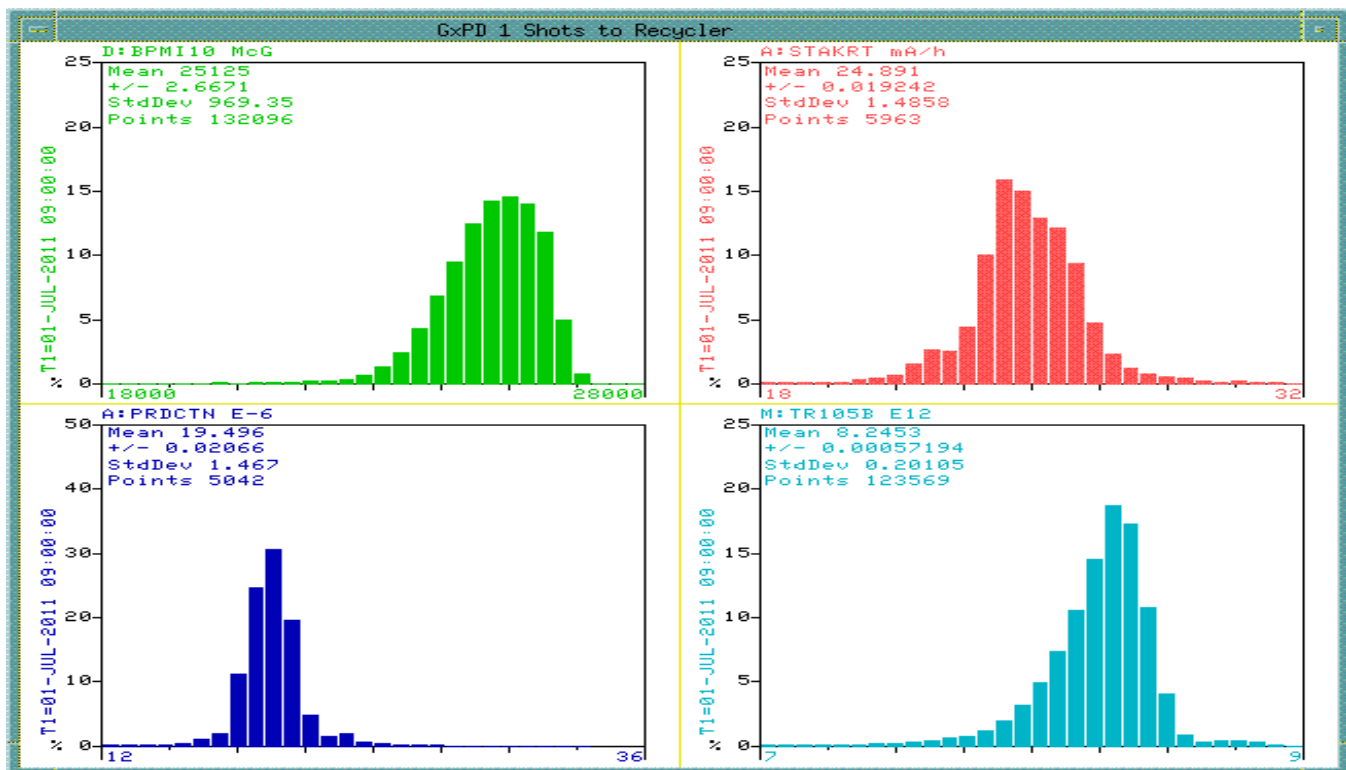 GxPD 1 Shots to Recycler
D:BPMI10 McG
25
20
15
10
5
% 0
Mean 25125
+/- 2.6671
StdDev 969.35
Points 132096
T1=01-JUL-2011 09:00:00
18000 28000
A:STAKRT mA/h
25
20
15
10
5
% 0
Mean 24.891
+/- 0.019242
StdDev 1.4858
Points 5963
T1=01-JUL-2011 09:00:00
18 32
A:PRDCTN E-6
50
40
30
20
10
% 0
Mean 19.496
+/- 0.02066
StdDev 1.467
Points 5042
T1=01-JUL-2011 09:00:00
12 36
M:TR105B E12
25
20
15
10
5
% 0
Mean 8.2453
+/- 0.00057194
StdDev 0.20105
Points 123569
T1=01-JUL-2011 09:00:00
7 9